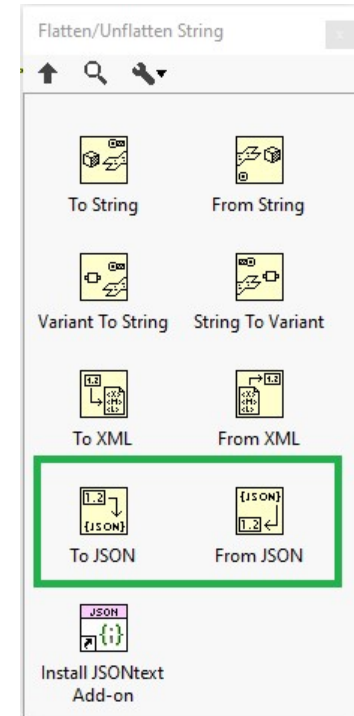 Flatten/Unflatten String
x
To String
From String
Variant To String
String To Variant
1.2
1.2
<X>
<M>
<L>
<X>
<M>
<L>
To XML
From XML
1.2
{JSON}
{JSON}
1.2
To JSON
From JSON
JSON
{;}
Install JSONtext
Add-on